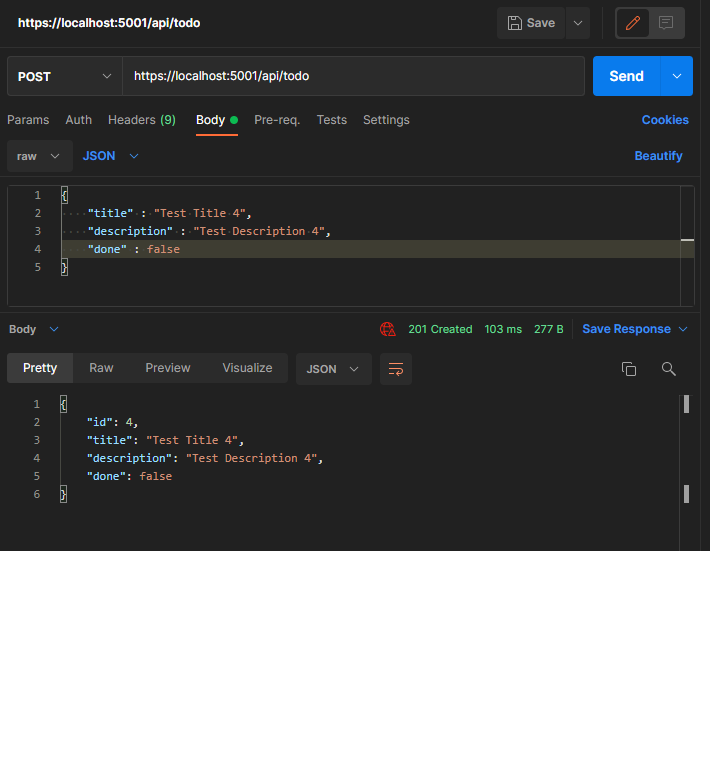 https://localhost:5001/api/todo Save
POST https://localhost:5001/api/todo Send
Params Auth Headers (9) Body Pre-req. Tests Settings Cookies
raw JSON Beautify
1 {
2 "title" : "Test Title 4",
3 "description" : "Test Description 4",
4 "done" : false
5 }
Body 201 Created 103 ms 277 B Save Response
Pretty Raw Preview Visualize JSON
1 {
2 "id": 4,
3 "title": "Test Title 4",
4 "description": "Test Description 4",
5 "done": false
6 }